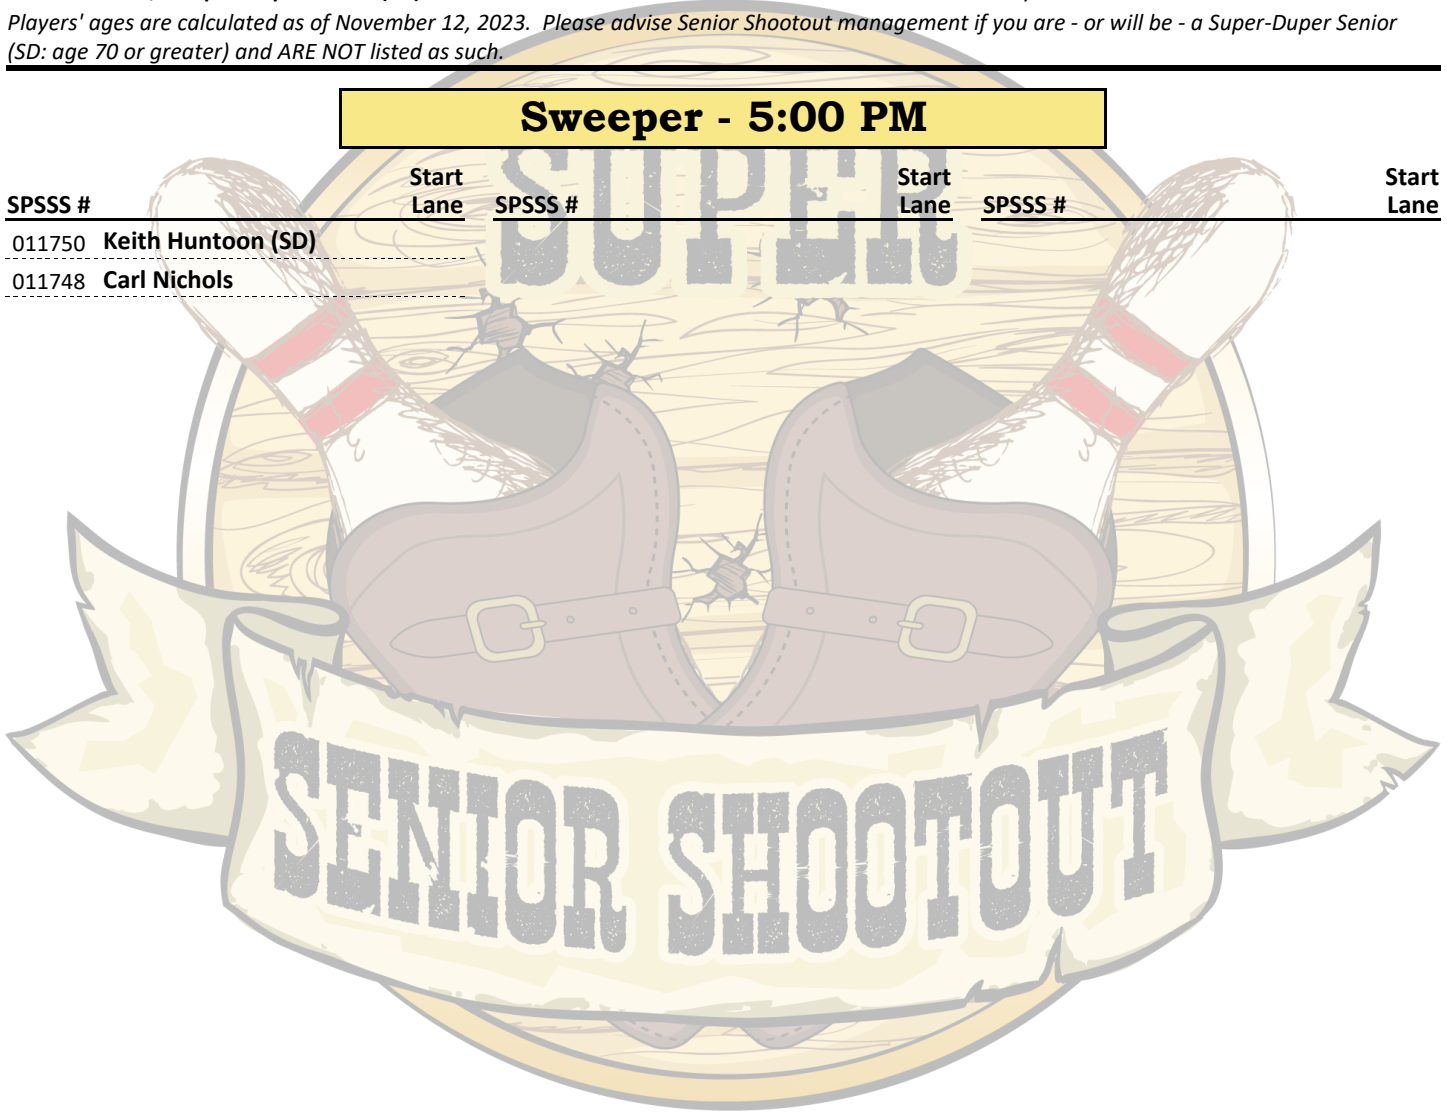 Players' ages are calculated as of November 12, 2023. Please advise Senior Shootout management if you are - or will be - a Super-Duper Senior
(SD: age 70 or greater) and ARE NOT listed as such.
Sweeper - 5:00 PM
Start Start Start
SPSSS # Lane SPSSS # Lane SPSSS # Lane
011750 Keith Huntoon (SD)
011748 Carl Nichols
SUPER
SENIOR SHOOTOUT